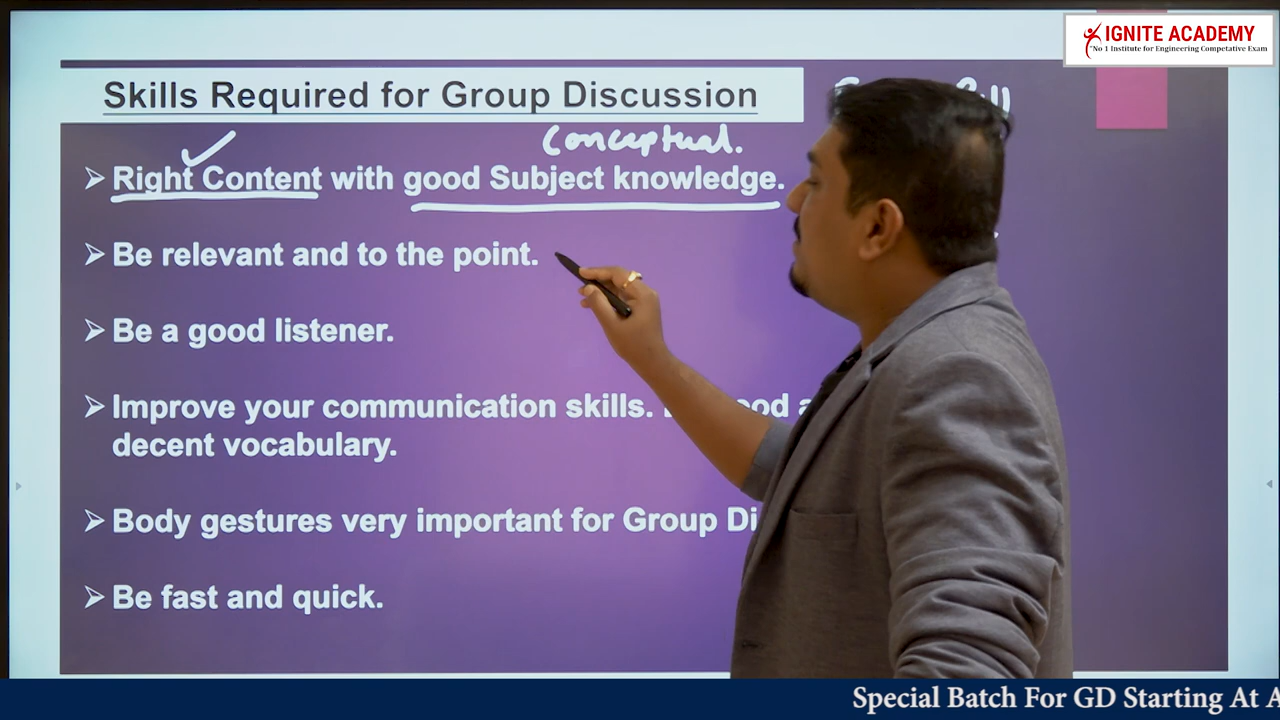 IGNITE ACADEMY
"No 1 Institute for Engineering Competative Exam
Skills Required for Group Discussion
Conceptual.
➢ Right Content with good Subject knowledge.
➢ Be relevant and to the point.
➢ Be a good listener.
➢ Improve your communication skills.
decent vocabulary.
➢ Body gestures very important for Group
➢ Be fast and quick.
Special Batch For GD Starting At